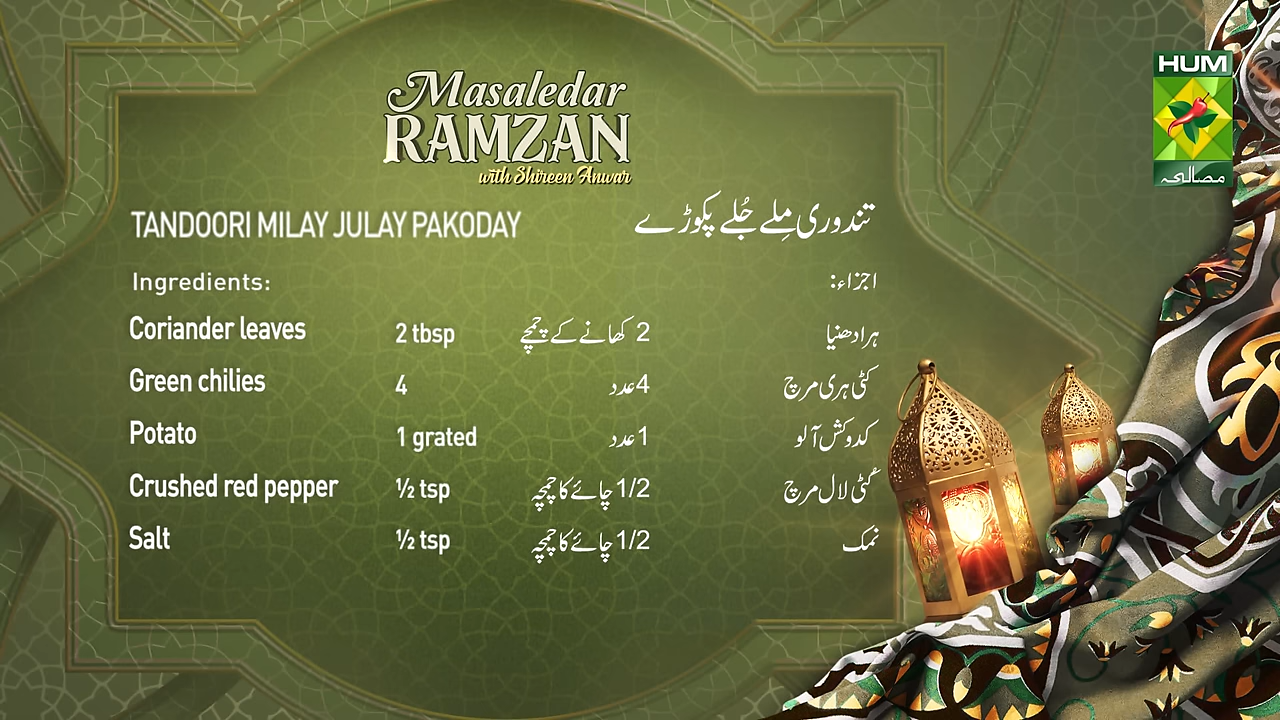 HUM
مصالحہ
Masaledar
RAMZAN
with Shireen Anwar
TANDOORI MILAY JULAY PAKODAY تندوری مِلے جُلے پکوڑے
Ingredients: اجزاء:
Coriander leaves 2 tbsp 2 کھانے کے چمچے ہرا دھنیا
Green chilies 4 4 عدد کٹی ہری مرچ
Potato 1 grated 1 عدد کدوکش آلو
Crushed red pepper ½ tsp 1/2 چائے کا چمچہ کُٹی لال مرچ
Salt ½ tsp 1/2 چائے کا چمچہ نمک